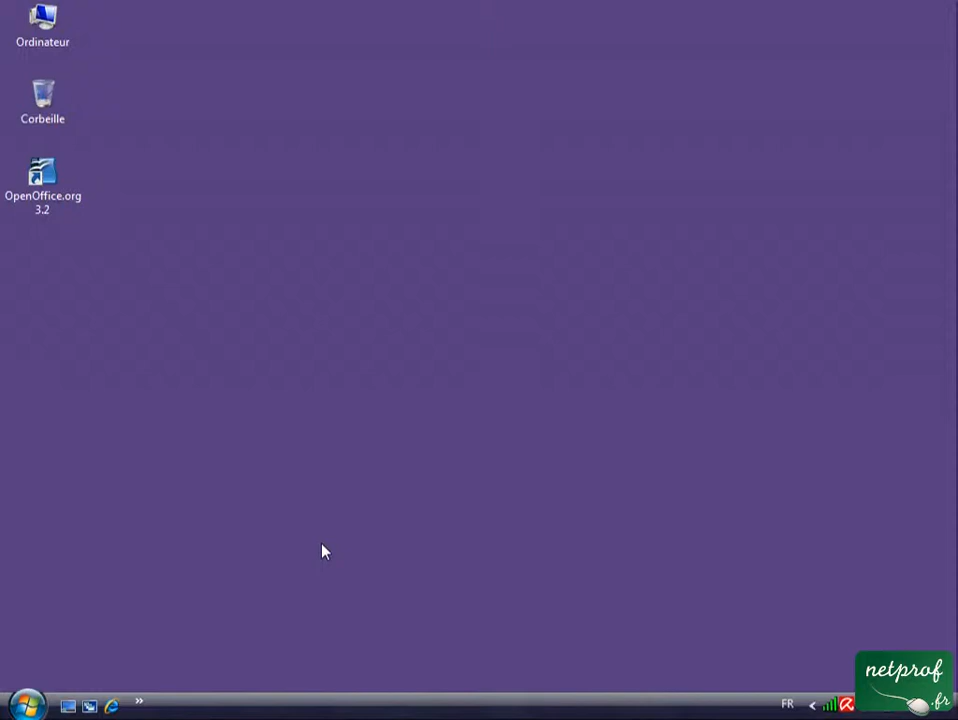 Ordinateur
Corbeille
OpenOffice.org
3.2
FR
netprof
.fr